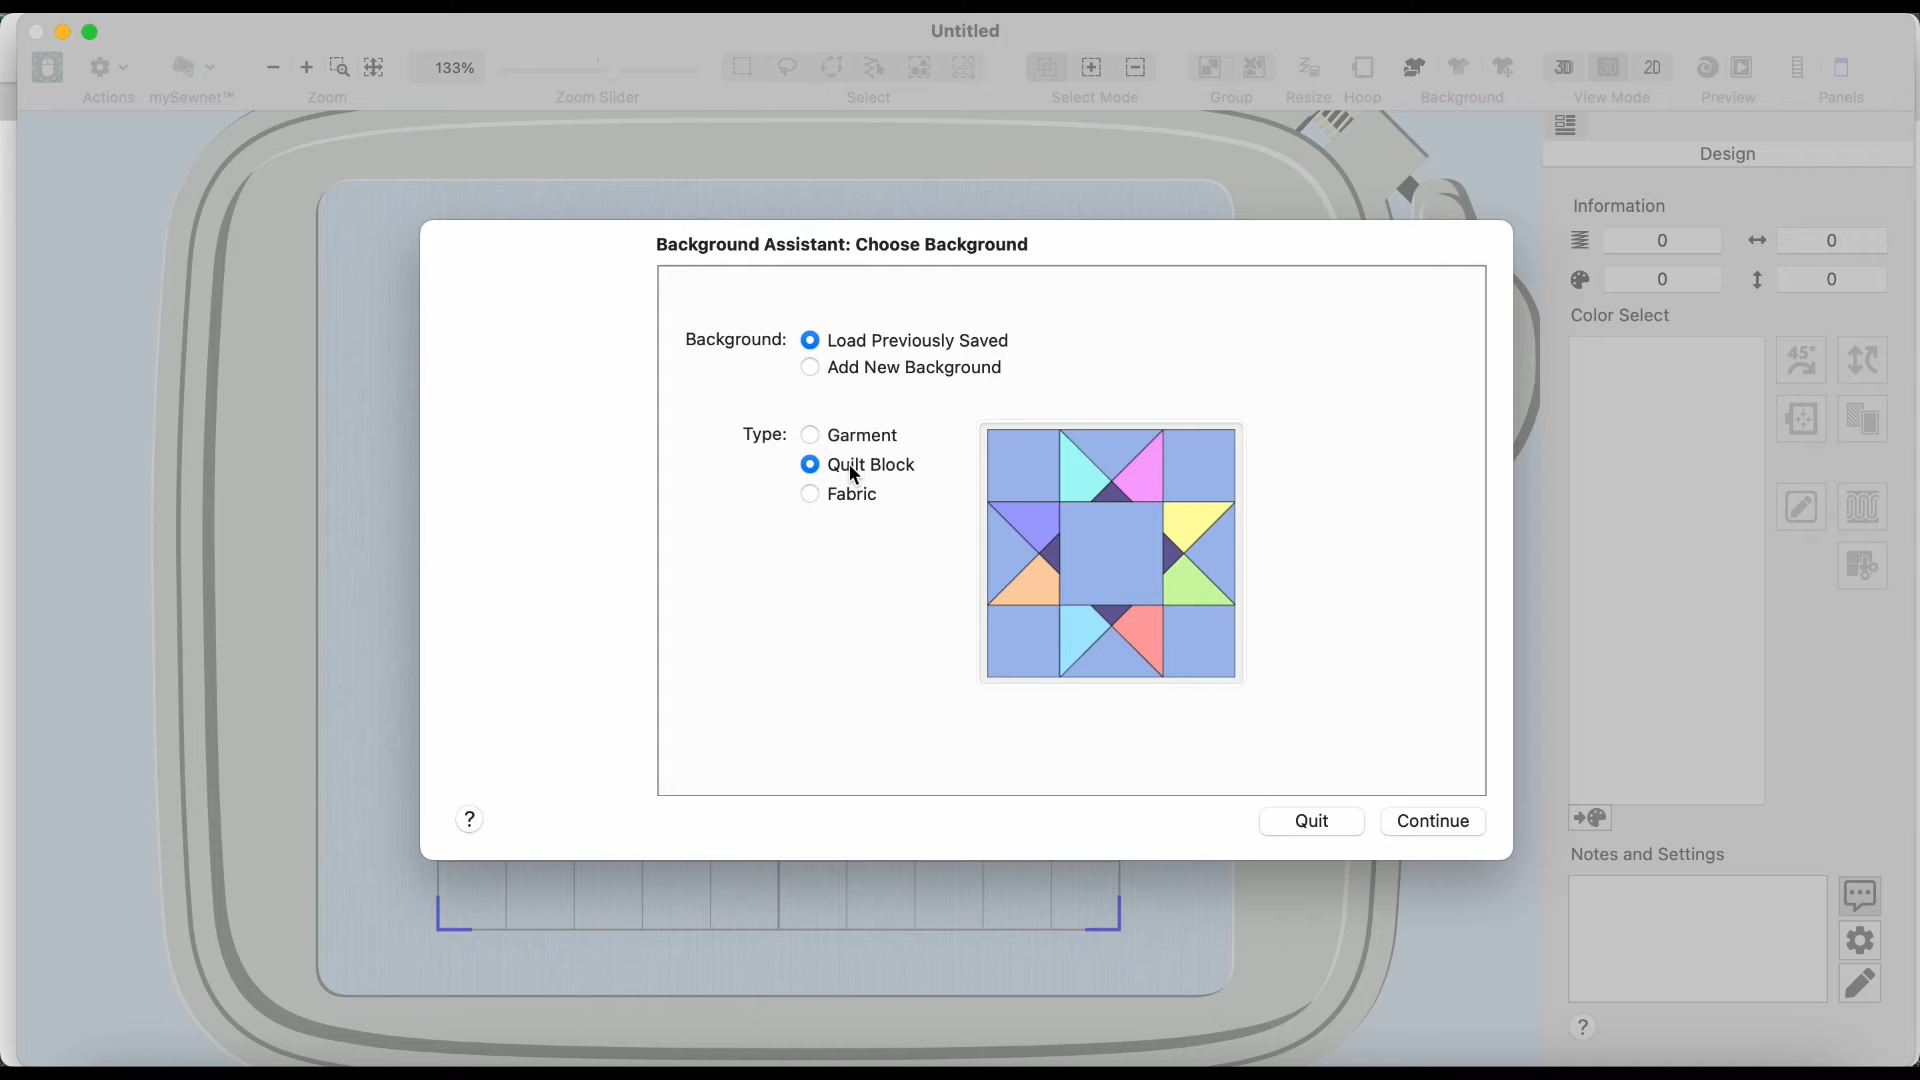 Untitled
133%
3D 3D 2D
Actions mySewnet™ Zoom Zoom Slider Select Select Mode Group Resize Hoop Background View Mode Preview Panels
Design
Information
0 0
0 0
Color Select
45°
Background Assistant: Choose Background
Background: Load Previously Saved
Add New Background
Type: Garment
Quilt Block
Fabric
? Quit Continue
Notes and Settings
?